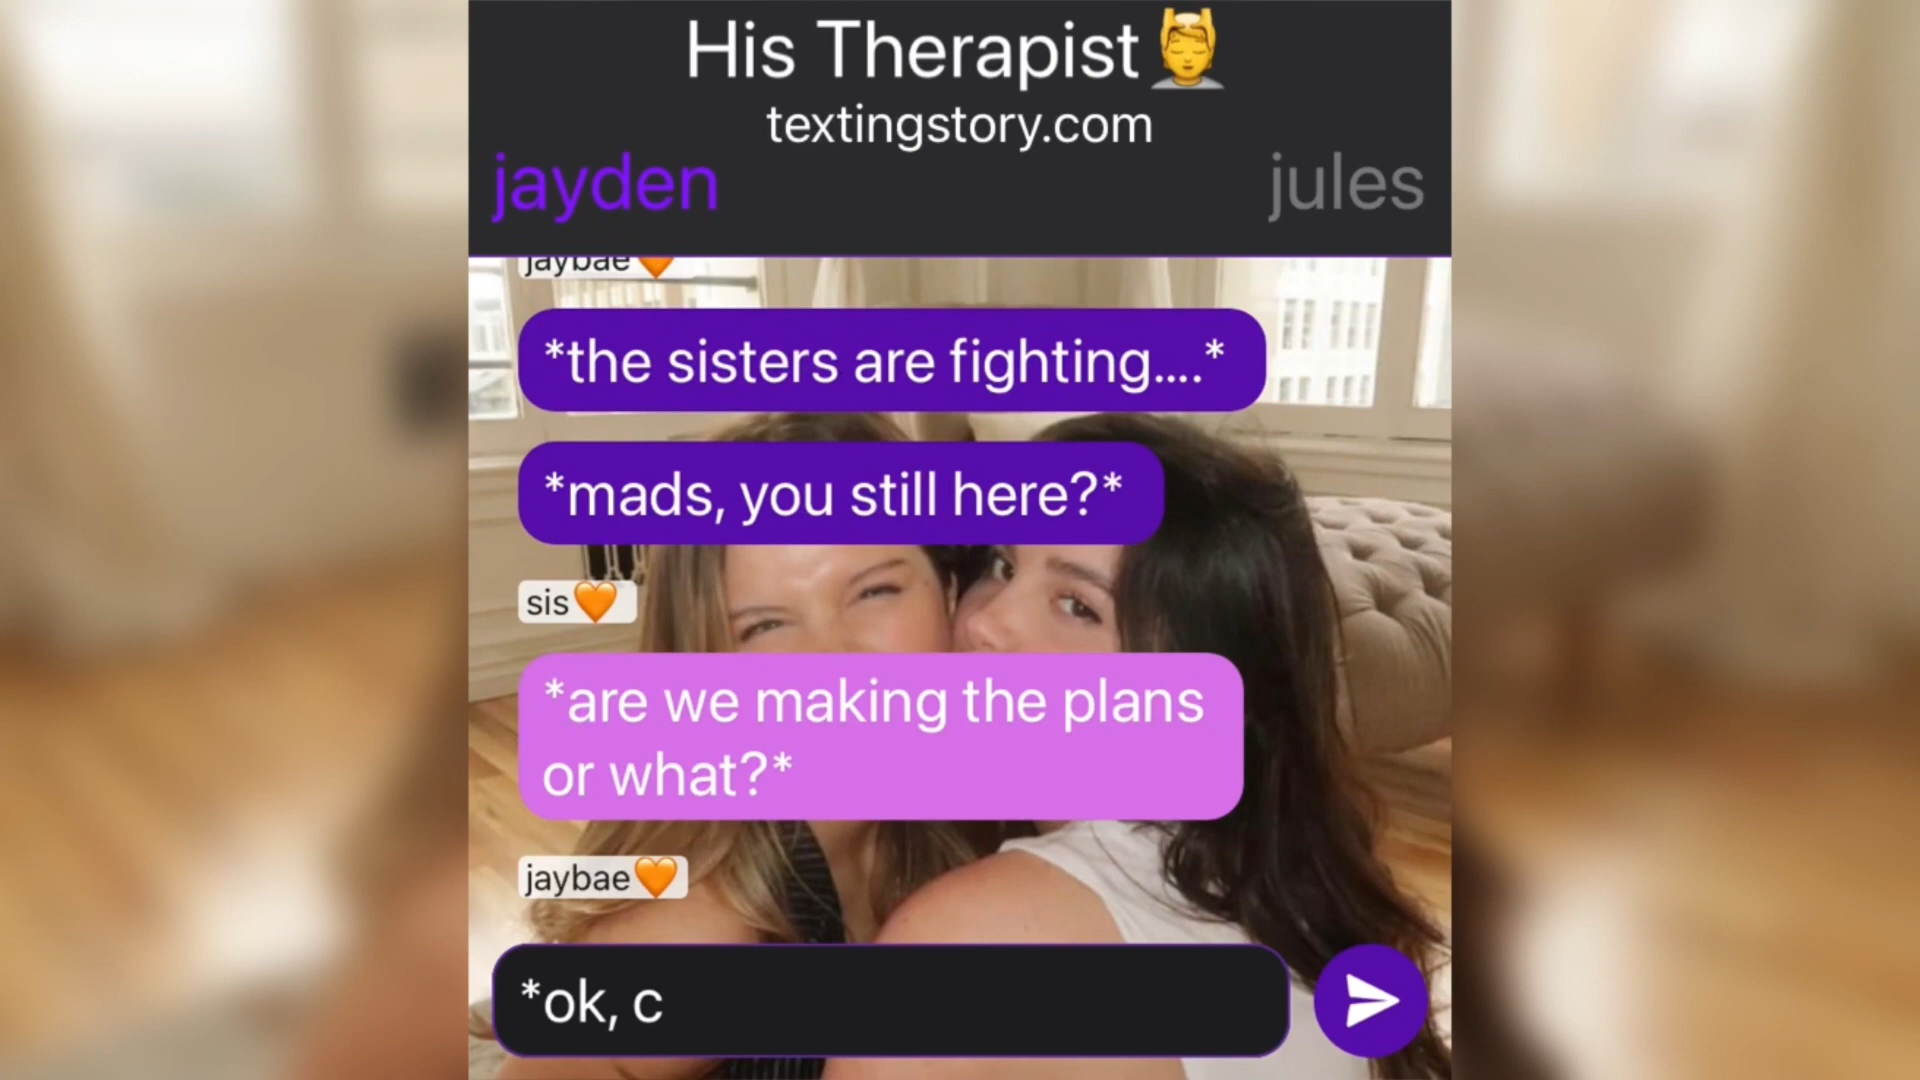 His Therapist💆
textingstory.com
jayden
jules
jaybae🧡
*the sisters are fighting....*
*mads, you still here?*
sis🧡
*are we making the plans
or what?*
jaybae🧡
*ok, c